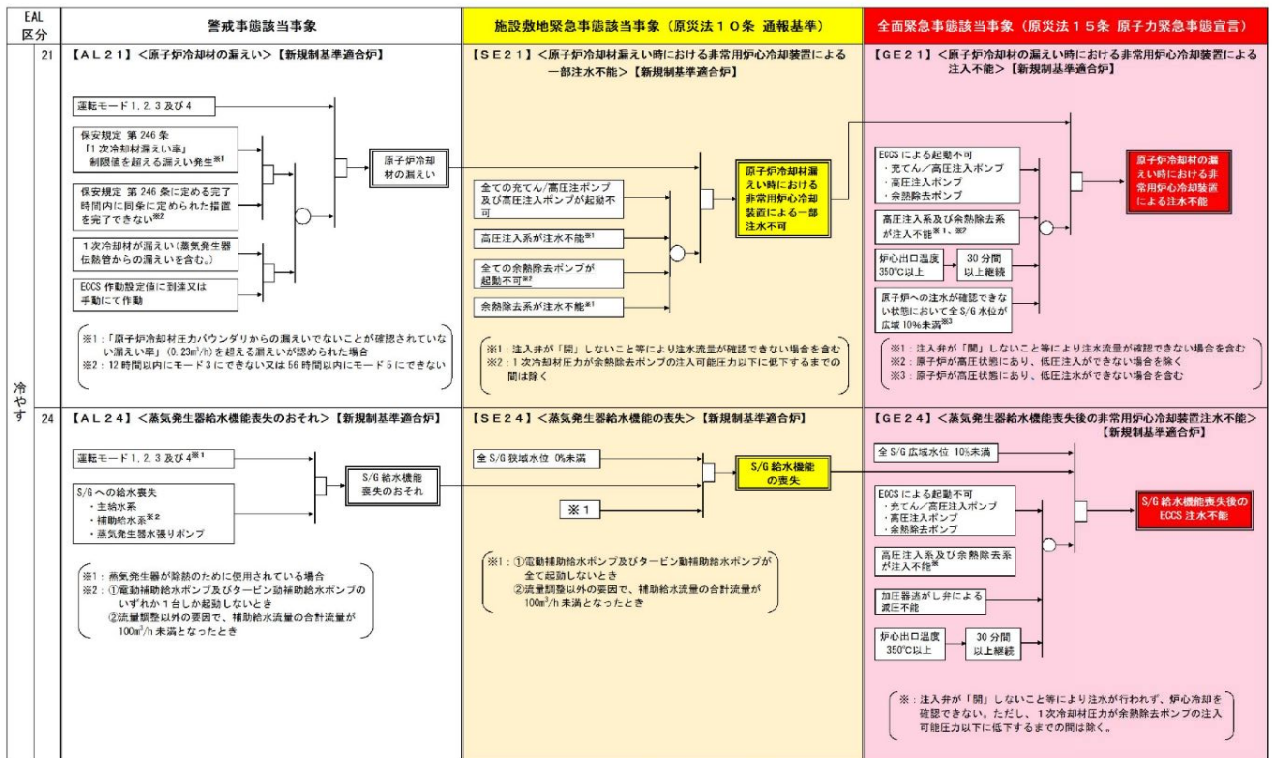 EAL
区分
警戒事態該当事象
施設敷地緊急事態該当事象（原災法１０条 通報基準）
全面緊急事態該当事象（原災法１５条 原子力緊急事態宣言）
冷やす
21
【ＡＬ２１】＜原子炉冷却材の漏えい＞【新規制基準適合炉】
運転モード 1, 2, 3 及び 4
保安規定 第 246 条
「1 次冷却材漏えい率」
制限値を超える漏えい発生※1
保安規定 第 246 条に定める完了
時間内に同条に定められた措置
を完了できない※2
１次冷却材が漏えい（蒸気発生器
伝熱管からの漏えいを含む。）
ECCS 作動設定値に到達又は
手動にて作動
原子炉冷却
材の漏えい
※１：「原子炉冷却材圧力バウンダリからの漏えいでないことが確認されていな
い漏えい率」（0.23m³/h）を超える漏えいが認められた場合
※２：12 時間以内にモード 3 にできない又は 56 時間以内にモード 5 にできない
【ＳＥ２１】＜原子炉冷却材漏えい時における非常用炉心冷却装置による
一部注水不能＞【新規制基準適合炉】
全ての充てん/高圧注ポンプ
及び高圧注入ポンプが起動不
可
高圧注入系が注水不能※1
全ての余熱除去ポンプが
起動不可※2
余熱除去系が注水不能※1
原子炉冷却材漏
えい時における
非常用炉心冷却
装置による一部
注水不可
※１：注入弁が「開」しないこと等により注水流量が確認できない場合を含む
※２：１次冷却材圧力が余熱除去ポンプの注入可能圧力以下に低下するまでの
間は除く
【ＧＥ２１】＜原子炉冷却材の漏えい時における非常用炉心冷却装置による
注入不能＞【新規制基準適合炉】
ECCS による起動不可
・充てん/高圧注入ポンプ
・高圧注入ポンプ
・余熱除去ポンプ
高圧注入系及び余熱除去系
が注入不能※1、※2
炉心出口温度
350℃以上
30 分間
以上継続
原子炉への注水が確認できな
い状態において全 S/G 水位が
広域 10%未満※3
原子炉冷却材の漏
えい時における非
常用炉心冷却装置
による注水不能
※１：注入弁が「開」しないこと等により注水流量が確認できない場合を含む
※２：原子炉が高圧状態にあり、低圧注入ができない場合を除く
※３：原子炉が高圧状態にあり、低圧注水ができない場合を含む
24
【ＡＬ２４】＜蒸気発生器給水機能喪失のおそれ＞【新規制基準適合炉】
運転モード 1, 2, 3 及び 4※1
S/G への給水喪失
・主給水系
・補助給水系※2
・蒸気発生器水張りポンプ
S/G 給水機能
喪失のおそれ
※１：蒸気発生器が除熱のために使用されている場合
※２：①電動補助給水ポンプ及びタービン動補助給水ポンプの
いずれか 1 台しか起動しないとき
②流量調整以外の要因で、補助給水流量の合計流量が
100m³/h 未満となったとき
【ＳＥ２４】＜蒸気発生器給水機能の喪失＞【新規制基準適合炉】
全 S/G 狭域水位 0%未満
※１
S/G 給水機能
の喪失
※１：①電動補助給水ポンプ及びタービン動補助給水ポンプが
全て起動しないとき
②流量調整以外の要因で、補助給水流量の合計流量が
100m³/h 未満となったとき
【ＧＥ２４】＜蒸気発生器給水機能喪失後の非常用炉心冷却装置注水不能＞
【新規制基準適合炉】
全 S/G 広域水位 10%未満
ECCS による起動不可
・充てん/高圧注入ポンプ
・高圧注入ポンプ
・余熱除去ポンプ
高圧注入系及び余熱除去系
が注入不能※
加圧器逃がし弁による
減圧不能
炉心出口温度
350℃以上
30 分間
以上継続
S/G 給水機能喪失後の
ECCS 注水不能
※：注入弁が「開」しないこと等により注水が行われず、炉心冷却を
確認できない。ただし、１次冷却材圧力が余熱除去ポンプの注入
可能圧力以下に低下するまでの間は除く。